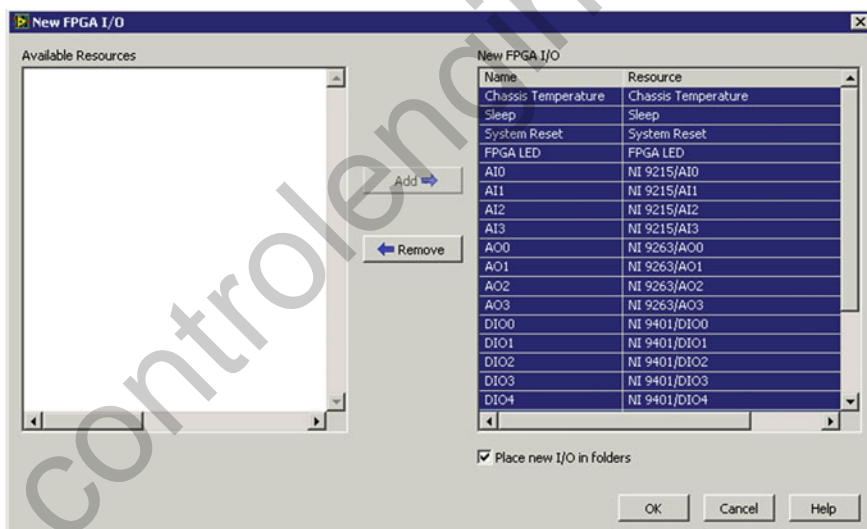 New FPGA I/O
Available Resources
New FPGA I/O
Name Resource
Chassis Temperature Chassis Temperature
Sleep Sleep
System Reset System Reset
FPGA LED FPGA LED
AI0 NI 9215/AI0
AI1 NI 9215/AI1
AI2 NI 9215/AI2
AI3 NI 9215/AI3
AO0 NI 9263/AO0
AO1 NI 9263/AO1
AO2 NI 9263/AO2
AO3 NI 9263/AO3
DIO0 NI 9401/DIO0
DIO1 NI 9401/DIO1
DIO2 NI 9401/DIO2
DIO3 NI 9401/DIO3
DIO4 NI 9401/DIO4
Add
Remove
Place new I/O in folders
OK Cancel Help